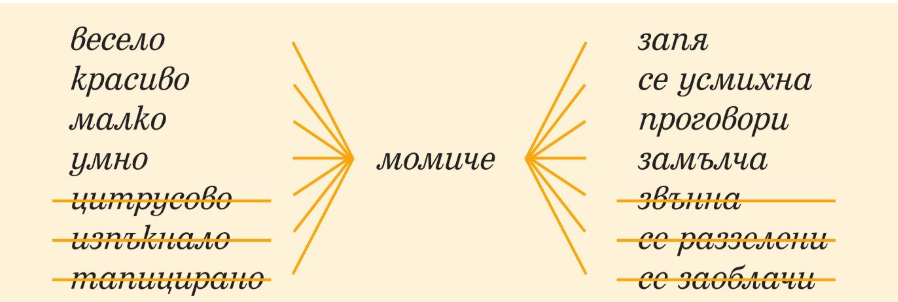 весело
красиво
малко
умно
цитрусово
изпъкнало
тапицирано
момиче
запя
се усмихна
проговори
замълча
звънна
се раззелени
се заоблачи